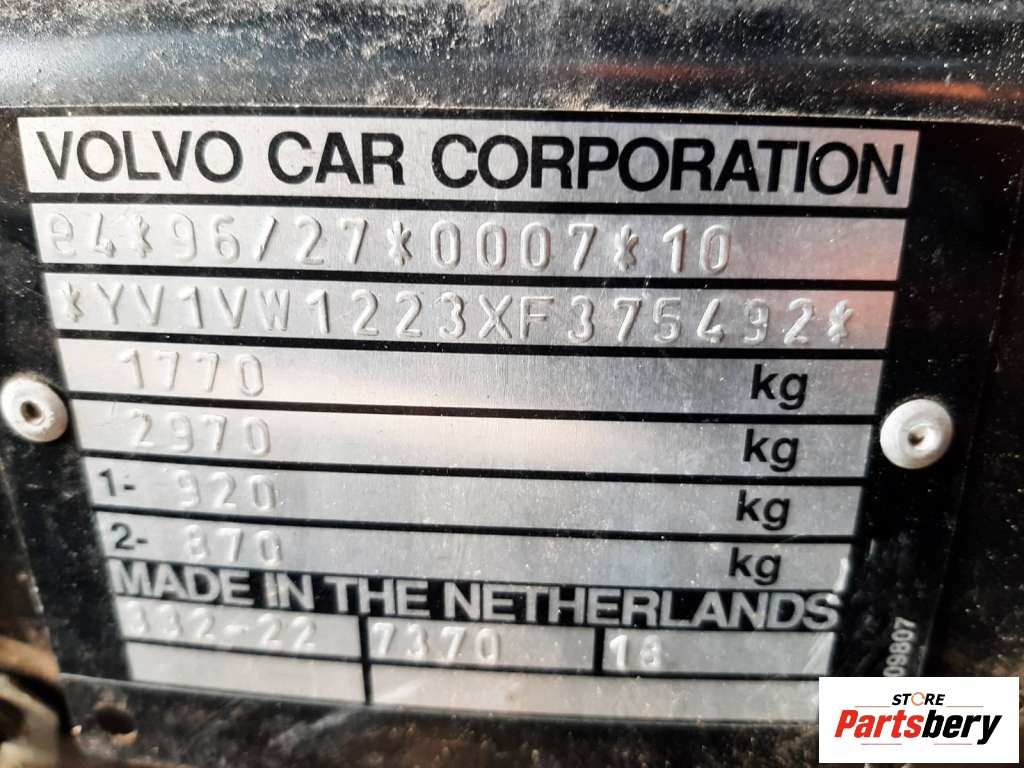 VOLVO CAR CORPORATION
e4*96/27*0007*10
*YV1VW1223XF375492*
1770 kg
2970 kg
1- 920 kg
2- 870 kg
MADE IN THE NETHERLANDS
332-22 7370 18
09807
STORE
Partsbery